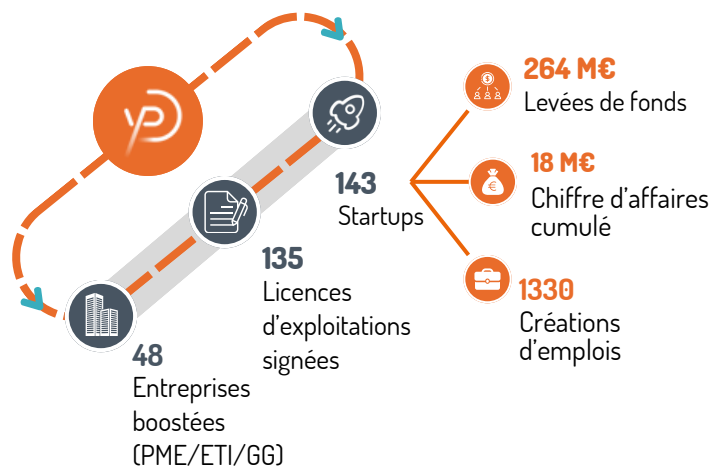 264 M€
Levées de fonds
18 M€
Chiffre d'affaires
cumulé
143
Startups
135
Licences
d'exploitations
signées
1330
Créations
d'emplois
48
Entreprises
boostées
(PME/ETI/GG)